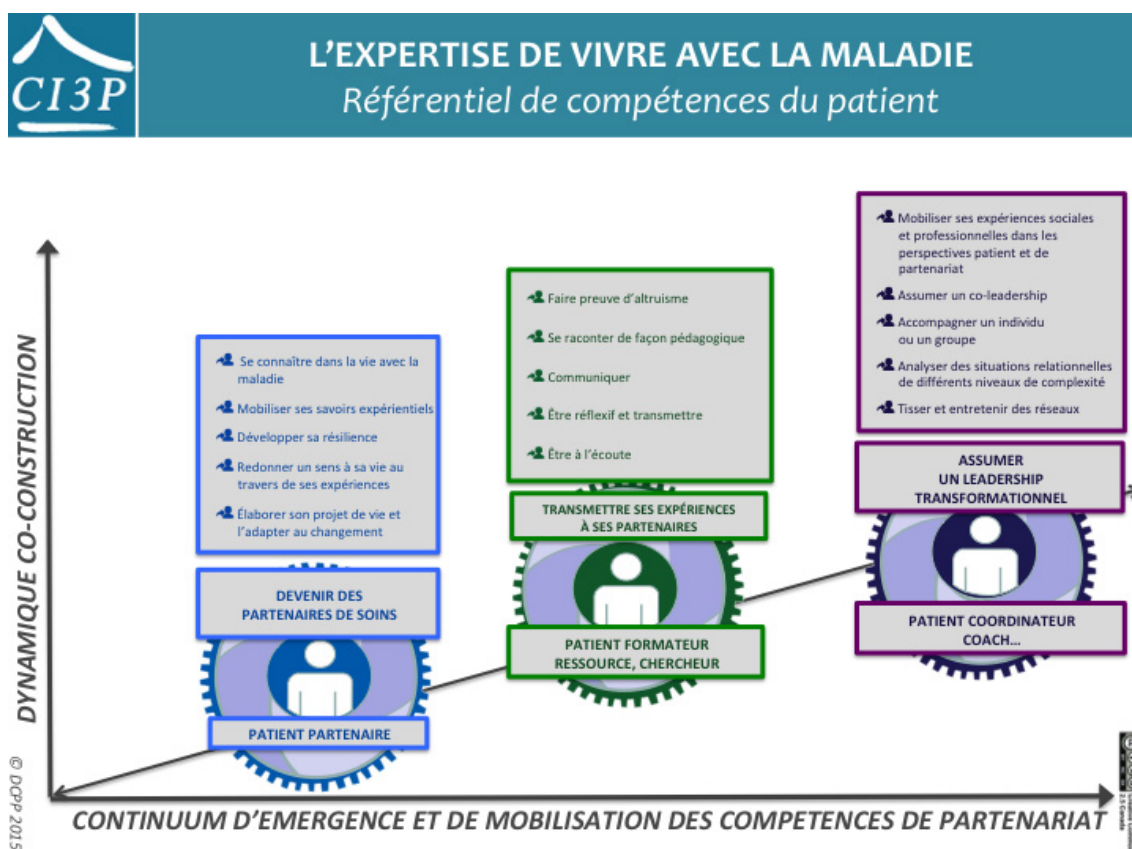 CI3P
L'EXPERTISE DE VIVRE AVEC LA MALADIE
Référentiel de compétences du patient
DYNAMIQUE CO-CONSTRUCTION
Se connaître dans la vie avec la
maladie
Mobiliser ses savoirs expérientiels
Développer sa résilience
Redonner un sens à sa vie au
travers de ses expériences
Élaborer son projet de vie et
l'adapter au changement
DEVENIR DES
PARTENAIRES DE SOINS
PATIENT PARTENAIRE
Faire preuve d'altruisme
Se raconter de façon pédagogique
Communiquer
Être réflexif et transmettre
Être à l'écoute
TRANSMETTRE SES EXPÉRIENCES
À SES PARTENAIRES
PATIENT FORMATEUR
RESSOURCE, CHERCHEUR
Mobiliser ses expériences sociales
et professionnelles dans les
perspectives patient et de
partenariat
Assumer un co-leadership
Accompagner un individu
ou un groupe
Analyser des situations relationnelles
de différents niveaux de complexité
Tisser et entretenir des réseaux
ASSUMER
UN LEADERSHIP
TRANSFORMATIONNEL
PATIENT COORDINATEUR
COACH...
CONTINUUM D'EMERGENCE ET DE MOBILISATION DES COMPETENCES DE PARTENARIAT
© DCPP 2015